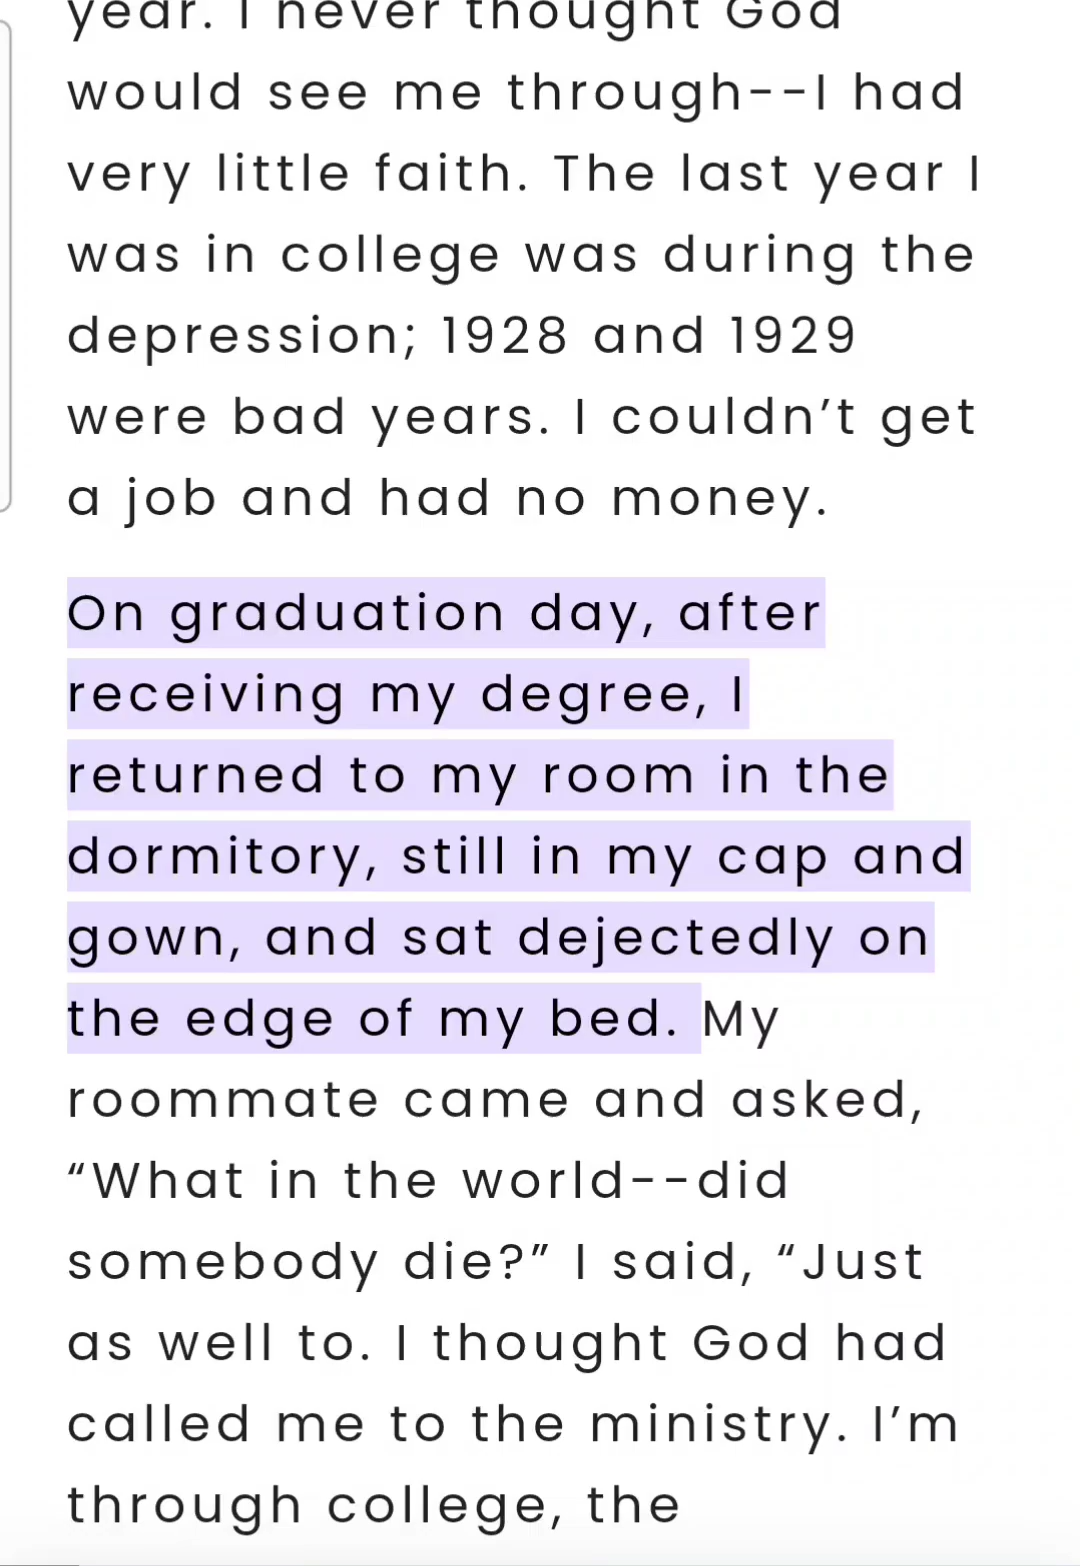 year. I never thought God
would see me through--I had
very little faith. The last year I
was in college was during the
depression; 1928 and 1929
were bad years. I couldn’t get
a job and had no money.
On graduation day, after
receiving my degree, I
returned to my room in the
dormitory, still in my cap and
gown, and sat dejectedly on
the edge of my bed. My
roommate came and asked,
“What in the world--did
somebody die?” I said, “Just
as well to. I thought God had
called me to the ministry. I’m
through college, the